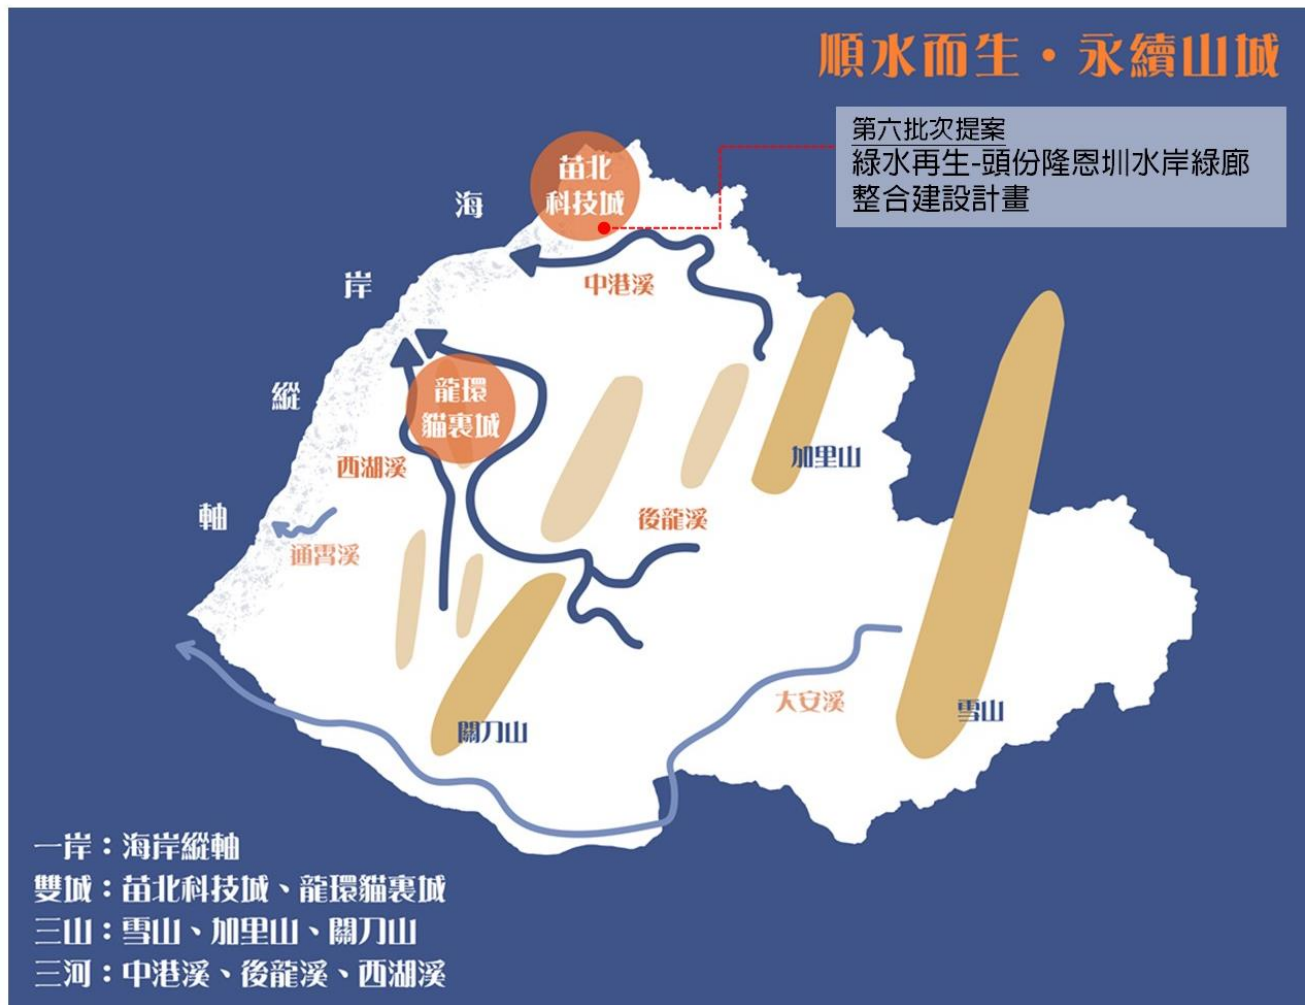 順水而生・永續山城
第六批次提案
綠水再生-頭份隆恩圳水岸綠廊
整合建設計畫
苗北
科技城
海
岸
縱
軸
中港溪
龍環
貓裏城
西湖溪
加里山
後龍溪
通霄溪
大安溪
雪山
關刀山
一岸：海岸縱軸
雙城：苗北科技城、龍環貓裏城
三山：雪山、加里山、關刀山
三河：中港溪、後龍溪、西湖溪